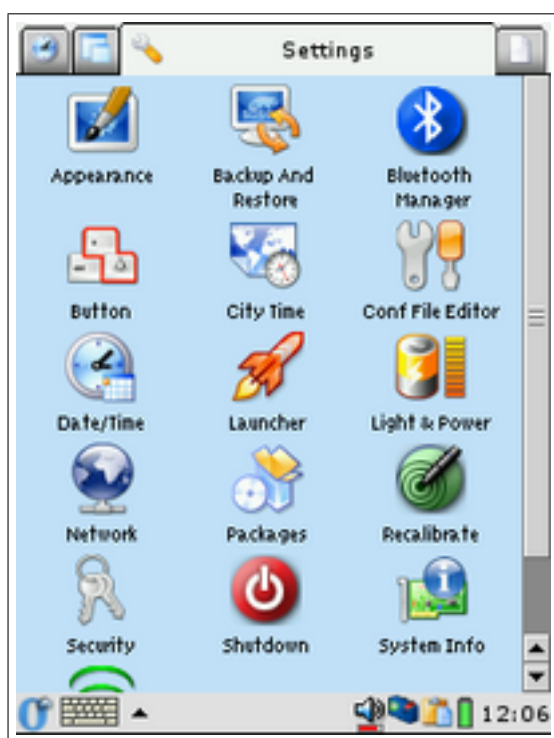 Settings
Appearance
Backup And
Restore
Bluetooth
Manager
Button
City Time
Conf File Editor
Date/Time
Launcher
Light & Power
Network
Packages
Recalibrate
Security
Shutdown
System Info
12:06